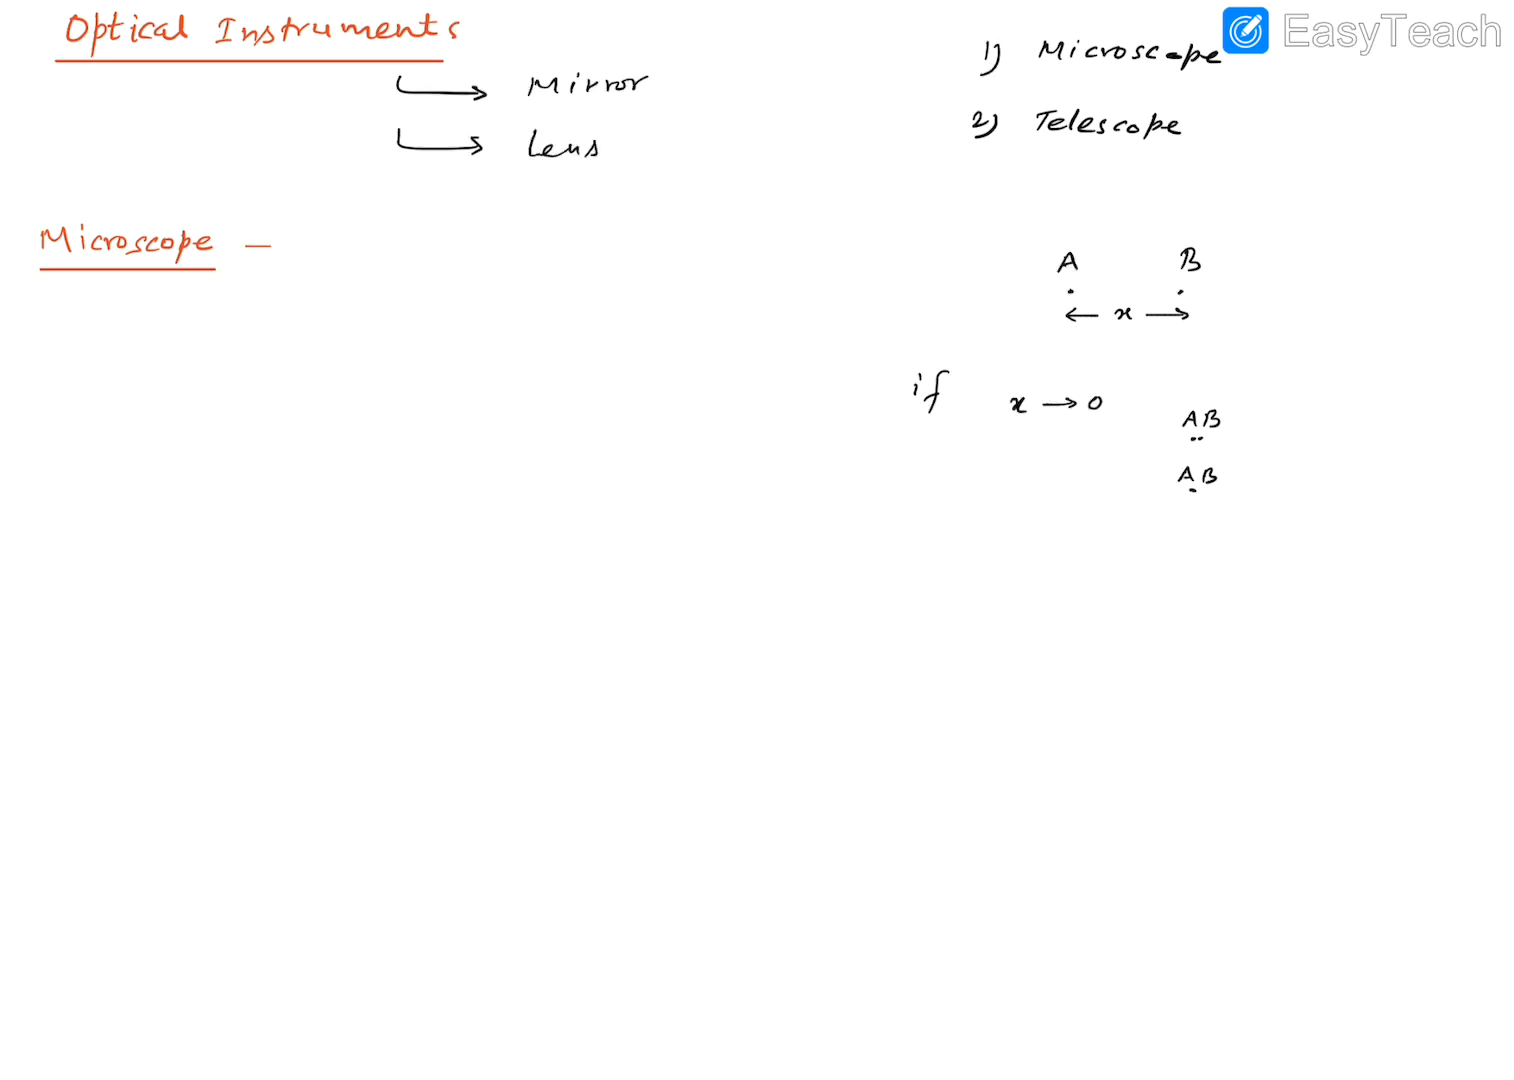 Optical Instruments
→ Mirror
→ Lens
1) Microscope
2) Telescope
EasyTeach
Microscope —
A B
← x →
if x → 0
AB
AB